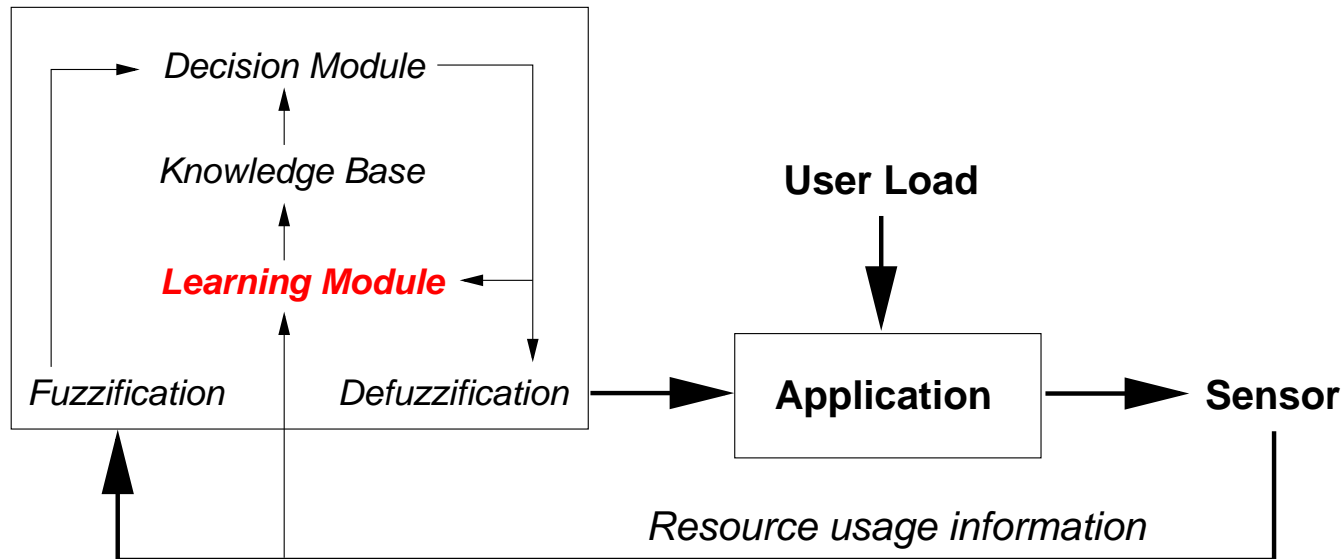 Decision Module
Knowledge Base
User Load
Learning Module
Fuzzification
Defuzzification
Application
Sensor
Resource usage information